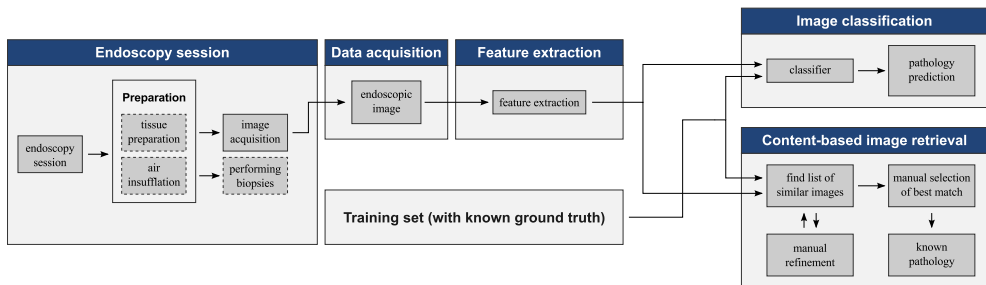 Endoscopy session
endoscopy
session
Preparation
tissue
preparation
air
insufflation
image
acquisition
performing
biopsies
Data acquisition
endoscopic
image
Feature extraction
feature extraction
Training set (with known ground truth)
Image classification
classifier
pathology
prediction
Content-based image retrieval
find list of
similar images
manual selection
of best match
manual
refinement
known
pathology